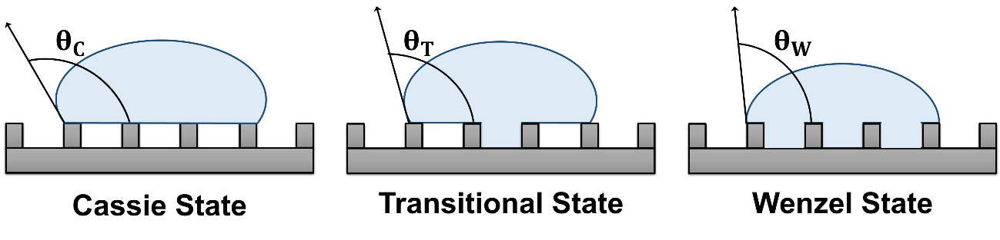 θC
θT
θW
Cassie State
Transitional State
Wenzel State